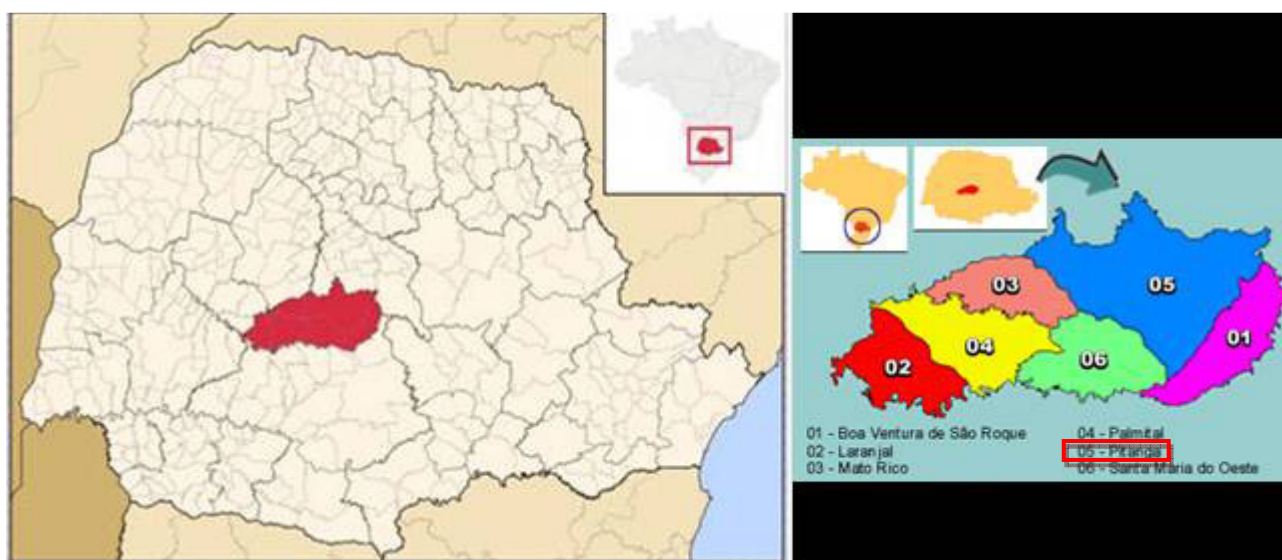 03
05
01
04
06
02
01 - Boa Ventura de São Roque
02 - Laranjal
03 - Mato Rico
04 - Palmital
05 - Pitanga
06 - Santa Maria do Oeste